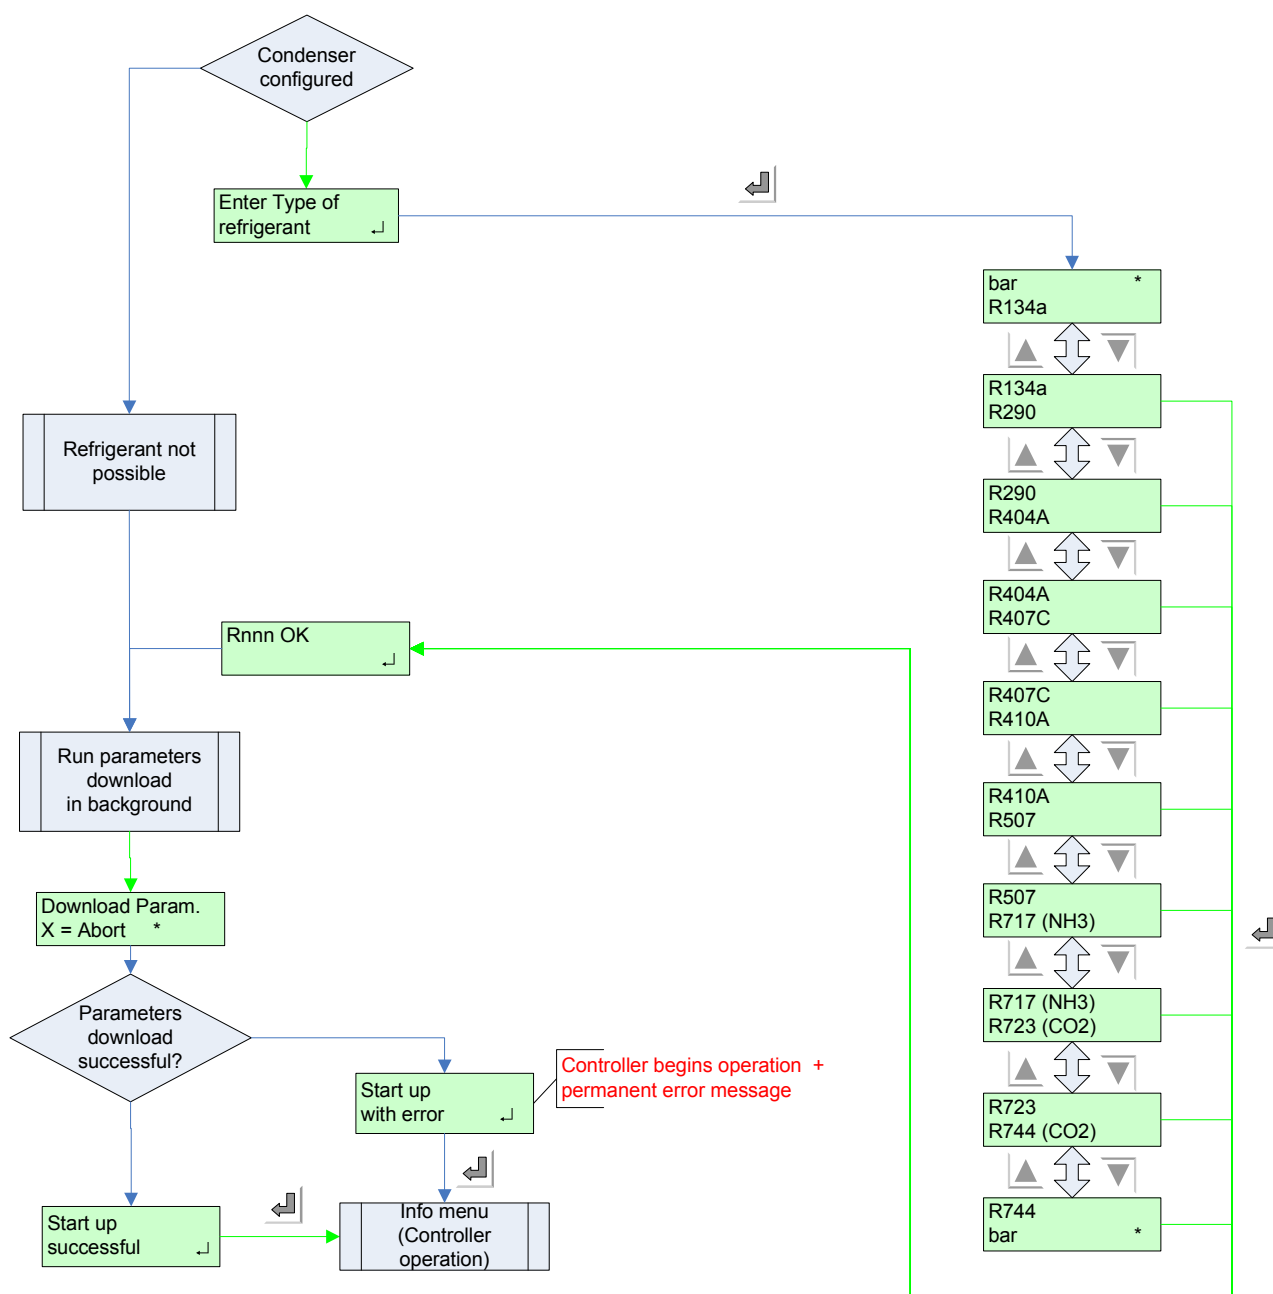 Condenser
configured
Enter Type of
refrigerant
bar *
R134a
R134a
R290
R290
R404A
R404A
R407C
R407C
R410A
R410A
R507
R507
R717 (NH3)
R717 (NH3)
R723 (CO2)
R723
R744 (CO2)
R744
bar *
Refrigerant not
possible
Rnnn OK
Run parameters
download
in background
Download Param.
X = Abort *
Parameters
download
successful?
Start up
with error
Controller begins operation +
permanent error message
Start up
successful
Info menu
(Controller
operation)